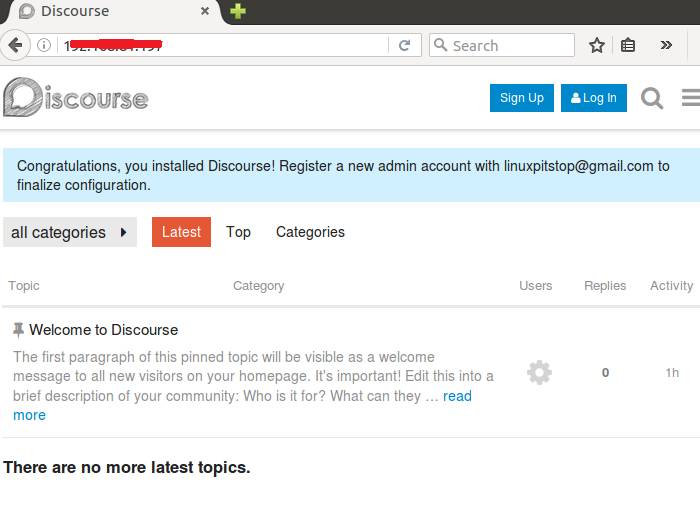 Discourse
Search
Discourse
Sign Up
Log In
Congratulations, you installed Discourse! Register a new admin account with linuxpitstop@gmail.com to
finalize configuration.
all categories
Latest
Top
Categories
Topic Category Users Replies Activity
Welcome to Discourse
The first paragraph of this pinned topic will be visible as a welcome
message to all new visitors on your homepage. It's important! Edit this into a
brief description of your community: Who is it for? What can they … read
more
0
1h
There are no more latest topics.